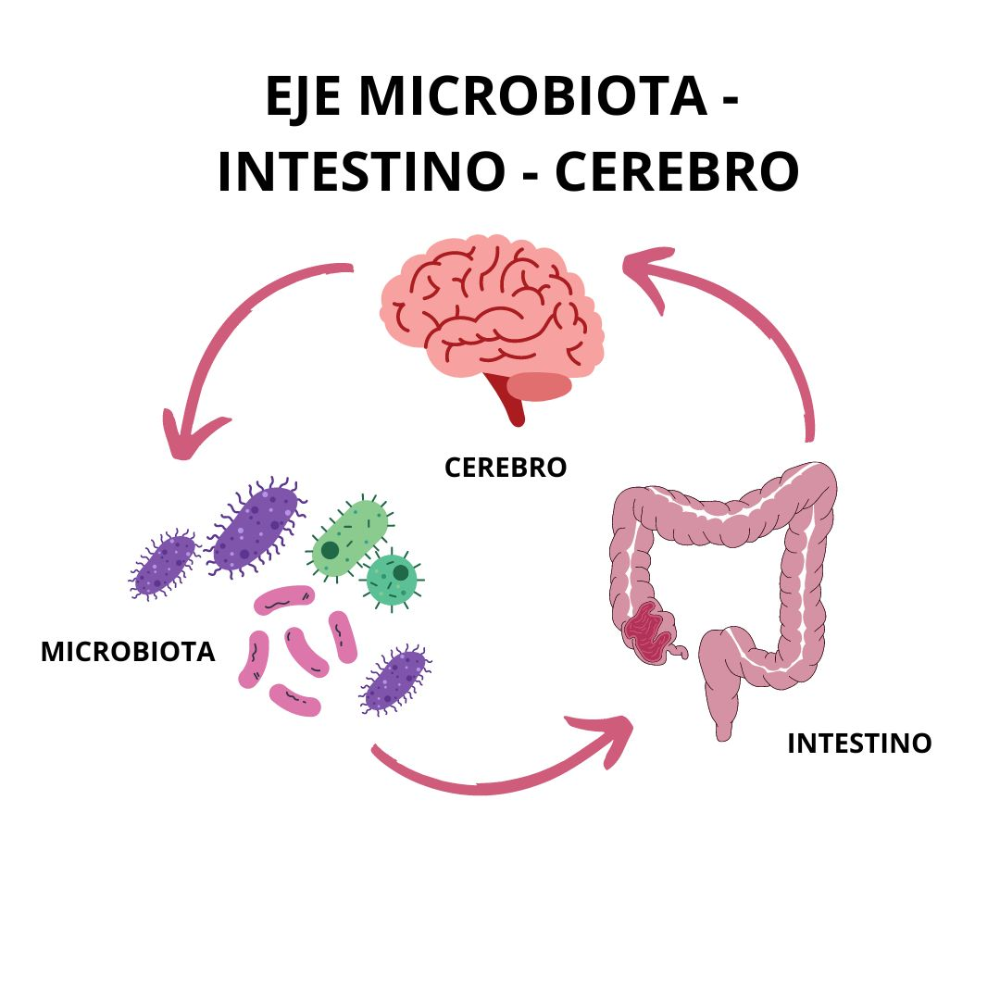 EJE MICROBIOTA -
INTESTINO - CEREBRO
CEREBRO
MICROBIOTA
INTESTINO